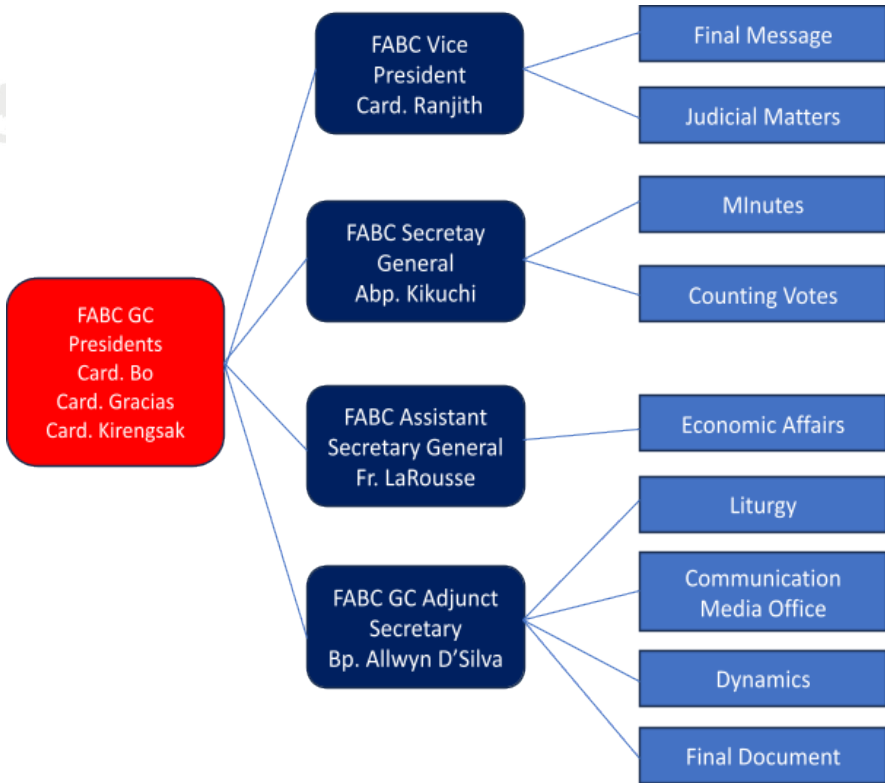 FABC GC
Presidents
Card. Bo
Card. Gracias
Card. Kirengsak
FABC Vice
President
Card. Ranjith
Final Message
Judicial Matters
FABC Secretay
General
Abp. Kikuchi
MInutes
Counting Votes
FABC Assistant
Secretary General
Fr. LaRousse
Economic Affairs
FABC GC Adjunct
Secretary
Bp. Allwyn D’Silva
Liturgy
Communication
Media Office
Dynamics
Final Document